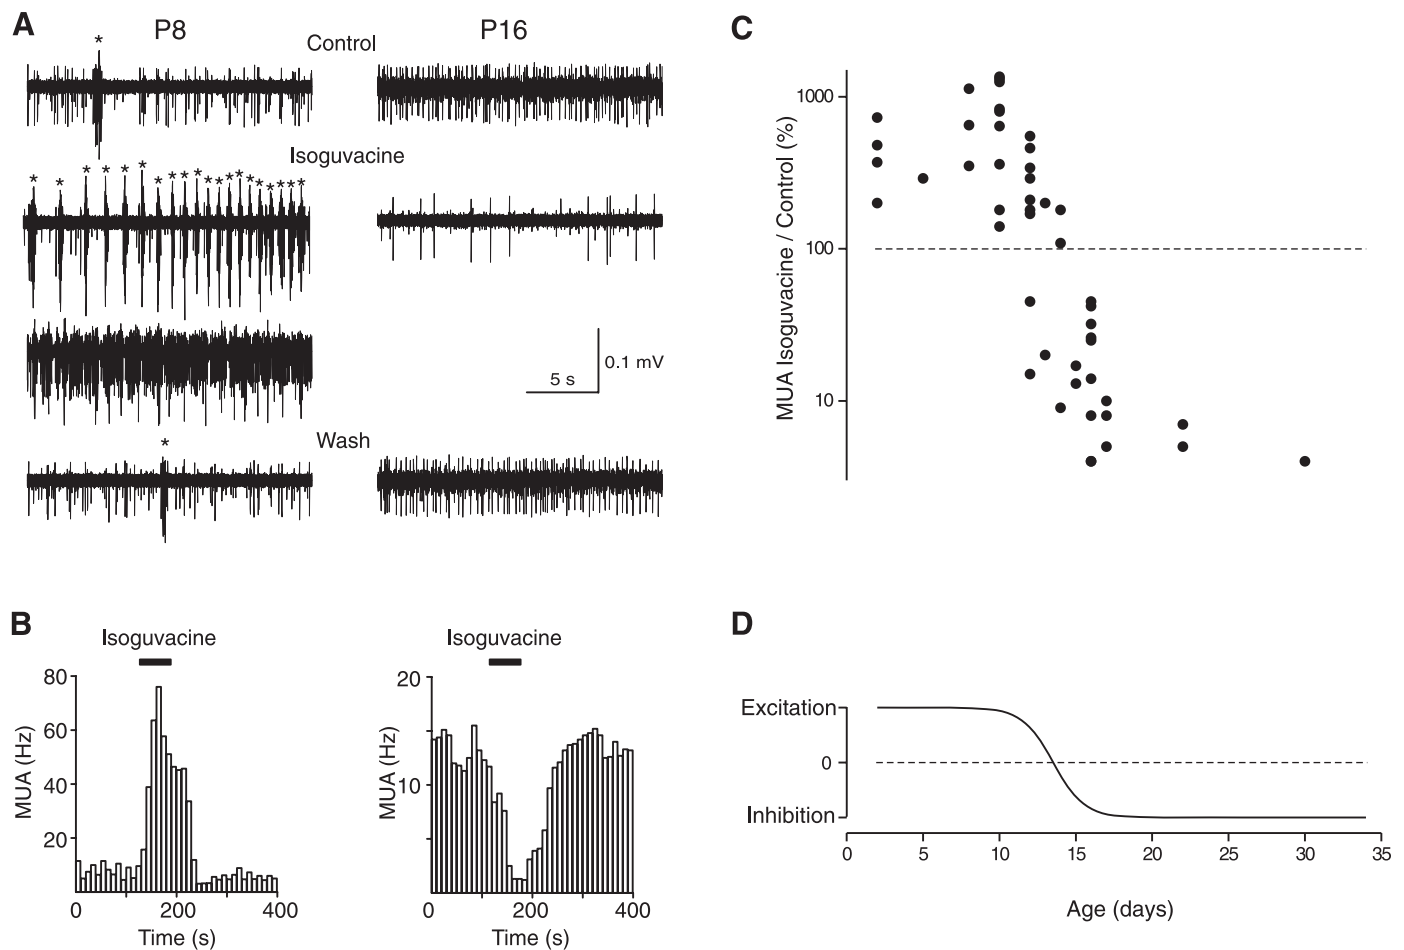 A
P8
P16
*
Control
Isoguvacine
* * * * * * * * * * * * * * * * * * *
5 s
0.1 mV
Wash
*
B
Isoguvacine
MUA (Hz)
80
60
40
20
0
200
400
Time (s)
Isoguvacine
MUA (Hz)
20
10
0
200
400
Time (s)
C
MUA Isoguvacine / Control (%)
1000
100
10
D
Excitation
0
Inhibition
0
5
10
15
20
25
30
35
Age (days)